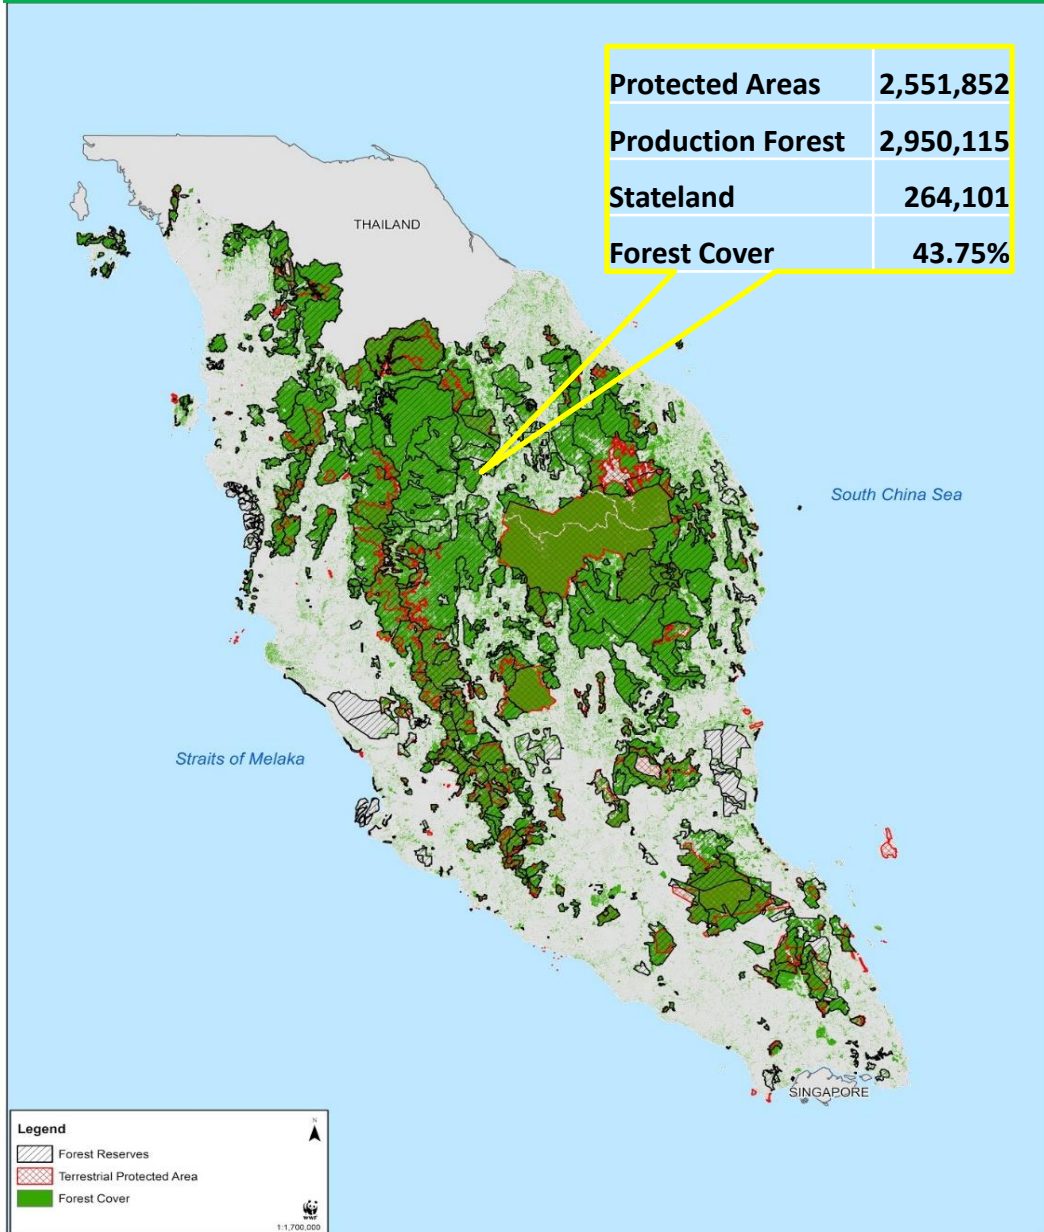 Protected Areas 2,551,852
Production Forest 2,950,115
Stateland 264,101
Forest Cover 43.75%
THAILAND
South China Sea
Straits of Melaka
SINGAPORE
Legend
N
Forest Reserves
Terrestrial Protected Area
Forest Cover
WWF
1:1,700,000